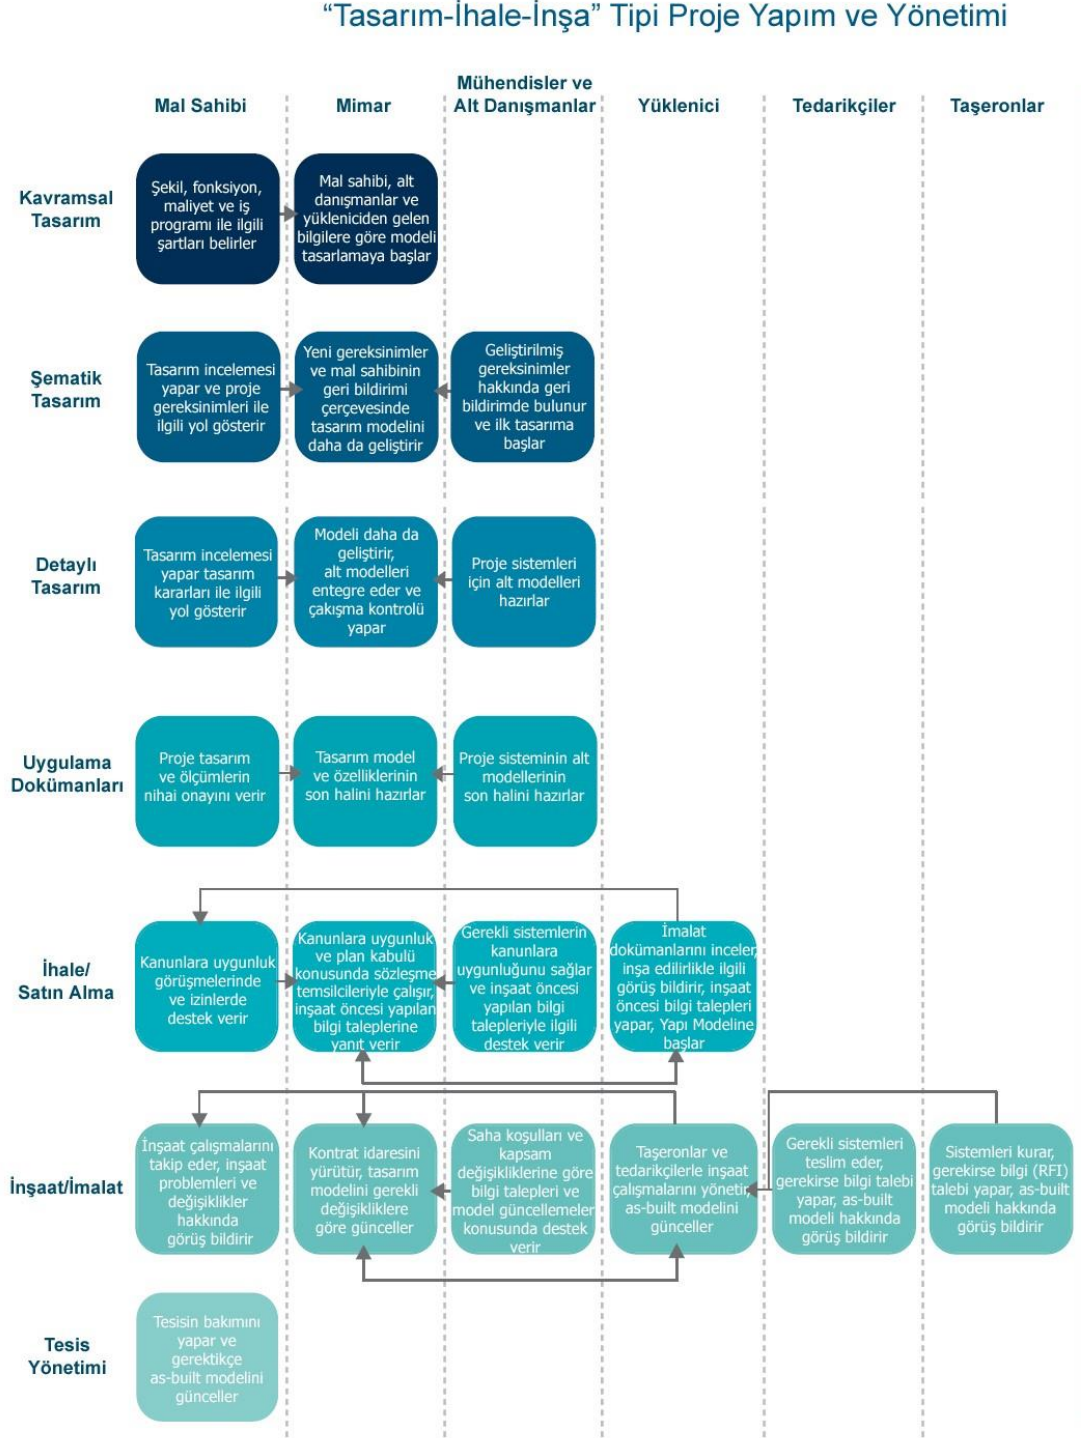 “Tasarım-İhale-İnşa” Tipi Proje Yapım ve Yönetimi
Mal Sahibi
Mimar
Mühendisler ve
Alt Danışmanlar
Yüklenici
Tedarikçiler
Taşeronlar
Kavramsal
Tasarım
Şekil, fonksiyon,
maliyet ve iş
programı ile ilgili
şartları belirler
Mal sahibi, alt
danışmanlar ve
yükleniciden gelen
bilgilere göre modeli
tasarlamaya başlar
Şematik
Tasarım
Tasarım incelemesi
yapar ve proje
gereksinimleri ile
ilgili yol gösterir
Yeni gereksinimler
ve mal sahibinin
geri bildirimi
çerçevesinde
tasarım modelini
daha da geliştirir
Geliştirilmiş
gereksinimler
hakkında geri
bildirimde bulunur
ve ilk tasarıma
başlar
Detaylı
Tasarım
Tasarım incelemesi
yapar tasarım
kararları ile ilgili
yol gösterir
Modeli daha da
geliştirir,
alt modelleri
entegre eder ve
çakışma kontrolü
yapar
Proje sistemleri
için alt modelleri
hazırlar
Uygulama
Dokümanları
Proje tasarım
ve ölçümlerin
nihai onayını verir
Tasarım model
ve özelliklerinin
son halini hazırlar
Proje sisteminin alt
modellerinin
son halini hazırlar
İhale/
Satın Alma
Kanunlara uygunluk
görüşmelerinde
ve izinlerde
destek verir
Kanunlara uygunluk
ve plan kabulü
konusunda sözleşme
temsilcileriyle çalışır,
inşaat öncesi yapılan
bilgi taleplerine
yanıt verir
Gerekli sistemlerin
kanunlara
uygunluğunu sağlar
ve inşaat öncesi
yapılan bilgi
talepleriyle ilgili
destek verir
İmalat
dokümanlarını inceler,
inşa edilirlikle ilgili
görüş bildirir, inşaat
öncesi bilgi talepleri
yapar, Yapı Modeline
başlar
İnşaat/İmalat
İnşaat çalışmalarını
takip eder, inşaat
problemleri ve
değişiklikler
hakkında
görüş bildirir
Kontrat idaresini
yürütür, tasarım
modelini gerekli
değişikliklere
göre günceller
Saha koşulları ve
kapsam
değişikliklerine göre
bilgi talepleri ve
model güncellemeler
konusunda destek
verir
Taşeronlar ve
tedarikçilerle inşaat
çalışmalarını yönetir,
as-built modelini
günceller
Gerekli sistemleri
teslim eder,
gerekirse bilgi talebi
yapar, as-built
modeli hakkında
görüş bildirir
Sistemleri kurar,
gerekirse bilgi (RFI)
talebi yapar, as-built
modeli hakkında
görüş bildirir
Tesis
Yönetimi
Tesisin bakımını
yapar ve
gerektikçe
as-built modelini
günceller